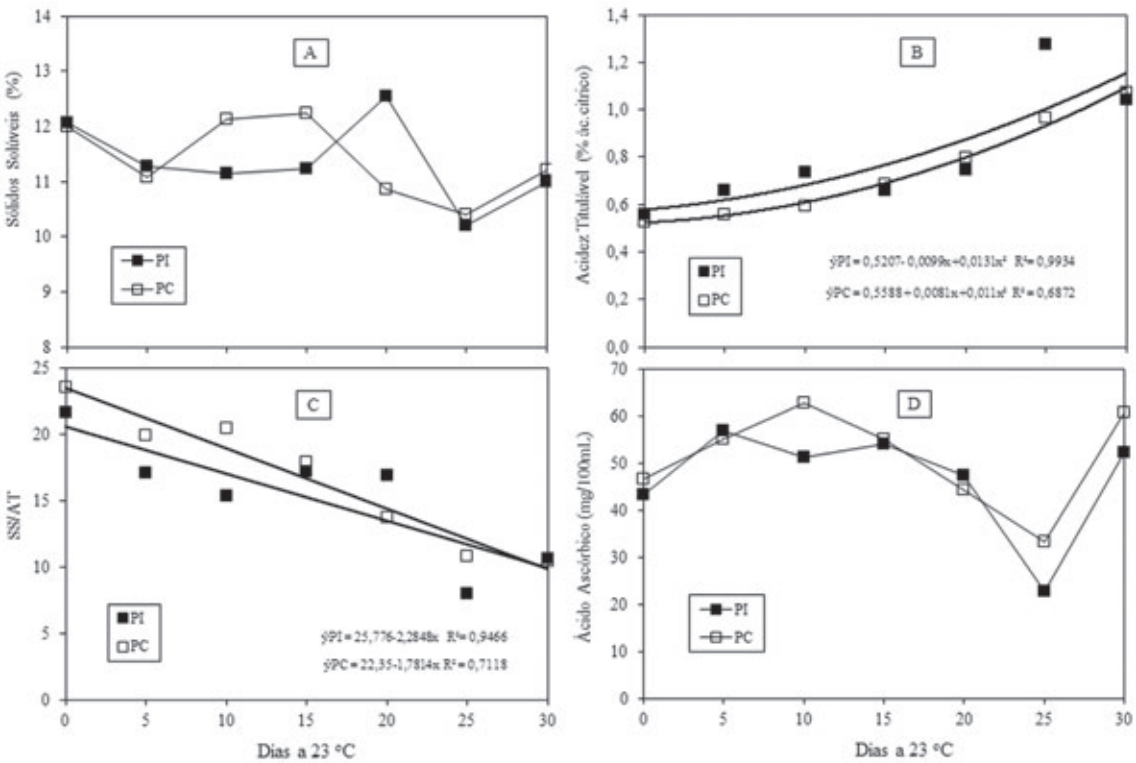 A
Sólidos Solúveis (%)
14
13
12
11
10
9
8
PI
PC
B
Acidez Titulável (% ác.cítrico)
1,4
1,2
1,0
0,8
0,6
0,4
0,2
0,0
PI
PC
ŷPI = 0,5207- 0,0099x+0,0131x² R²=0,9934
ŷPC = 0,5588 + 0,0081x+0,011x² R² = 0,6872
C
SS/AT
25
20
15
10
5
0
PI
PC
ŷPI = 25,776-2,2848x R²= 0,9466
ŷPC = 22,35-1,7814x R² = 0,7118
0 5 10 15 20 25 30
Dias a 23 °C
D
Ácido Ascórbico (mg/100mL)
70
60
50
40
30
20
10
0
PI
PC
0 5 10 15 20 25 30
Dias a 23 °C